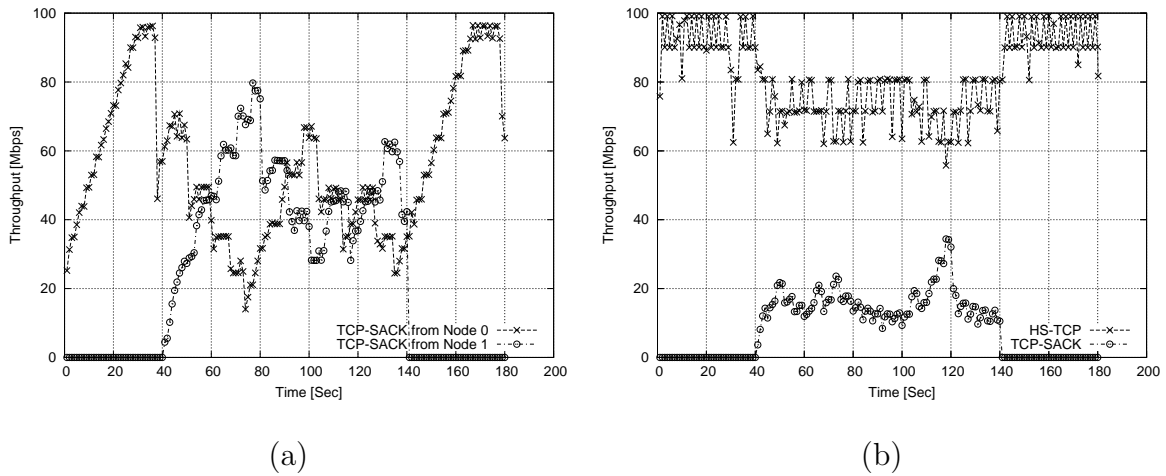 100
80
60
40
20
0
Throughput [Mbps]
TCP-SACK from Node 0
TCP-SACK from Node 1
0 20 40 60 80 100 120 140 160 180 200
Time [Sec]
(a)
100
80
60
40
20
0
Throughput [Mbps]
HS-TCP
TCP-SACK
0 20 40 60 80 100 120 140 160 180 200
Time [Sec]
(b)